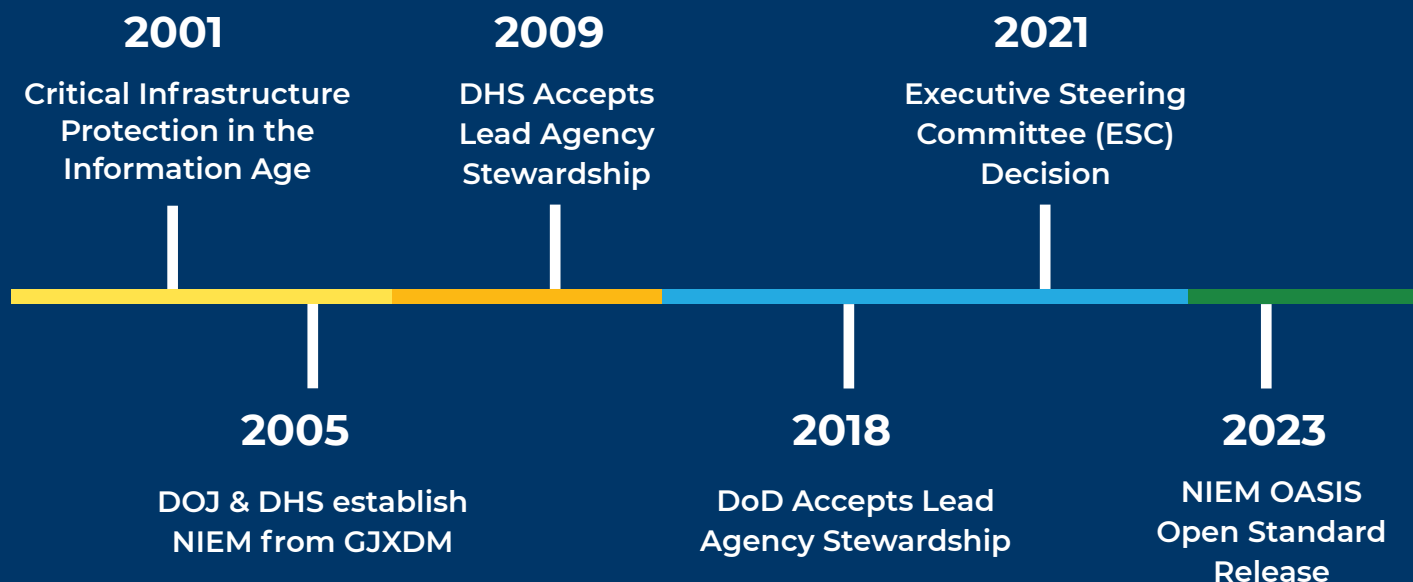 2001
Critical Infrastructure
Protection in the
Information Age
2009
DHS Accepts
Lead Agency
Stewardship
2021
Executive Steering
Committee (ESC)
Decision
2005
DOJ & DHS establish
NIEM from GJXDM
2018
DoD Accepts Lead
Agency Stewardship
2023
NIEM OASIS
Open Standard
Release